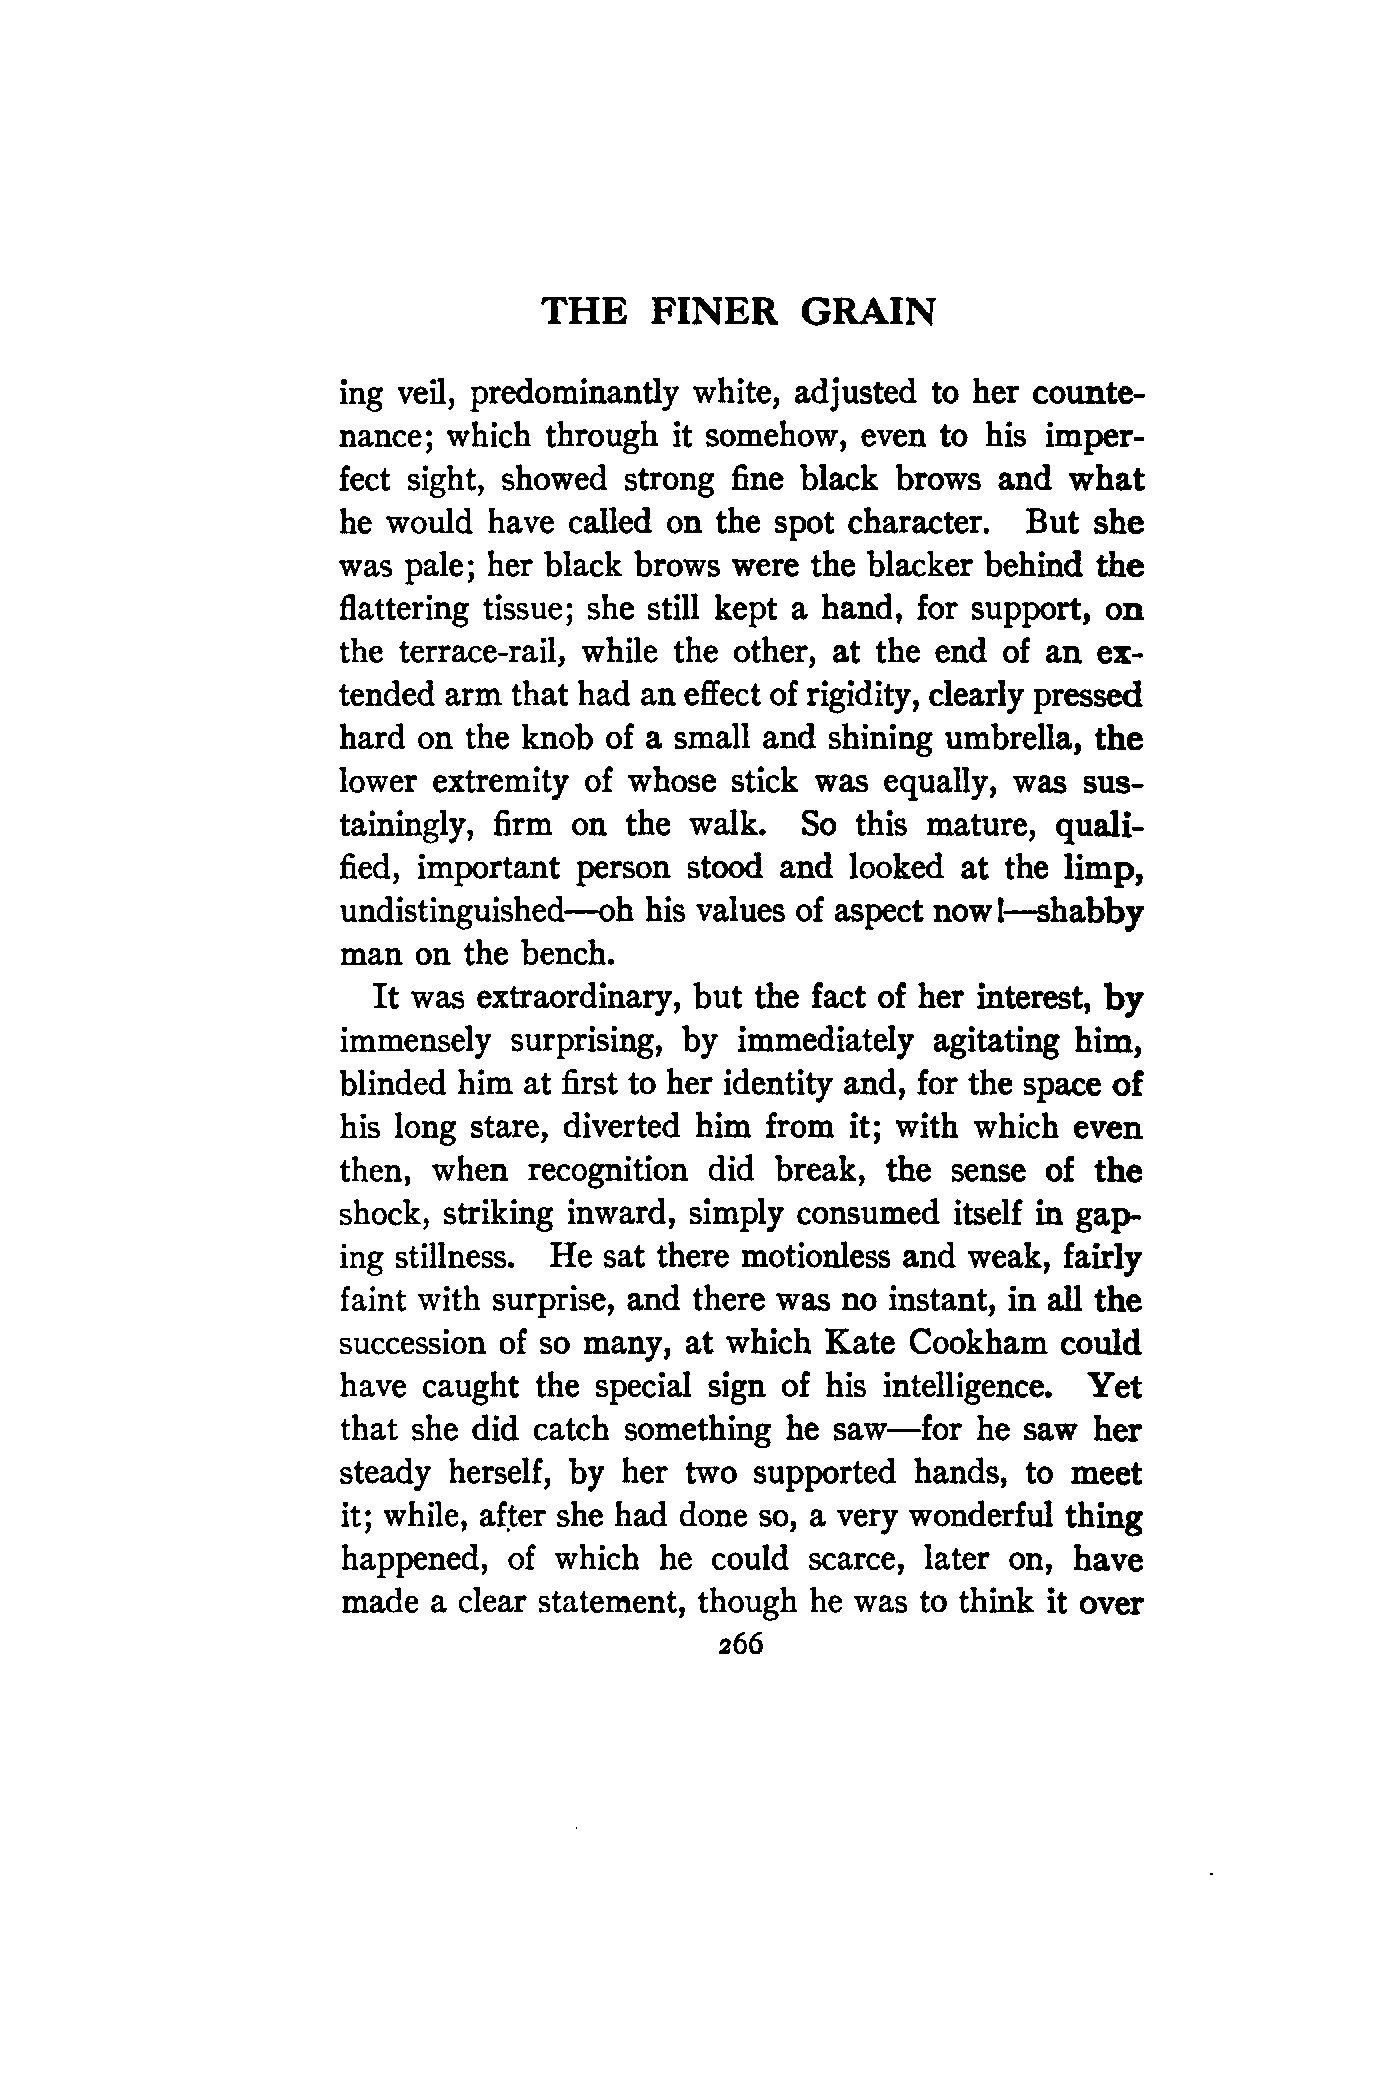 THE FINER GRAIN
ing veil, predominantly white, adjusted to her counte-
nance; which through it somehow, even to his imper-
fect sight, showed strong fine black brows and what
he would have called on the spot character. But she
was pale; her black brows were the blacker behind the
flattering tissue; she still kept a hand, for support, on
the terrace-rail, while the other, at the end of an ex-
tended arm that had an effect of rigidity, clearly pressed
hard on the knob of a small and shining umbrella, the
lower extremity of whose stick was equally, was sus-
tainingly, firm on the walk. So this mature, quali-
fied, important person stood and looked at the limp,
undistinguished—oh his values of aspect now!—shabby
man on the bench.
It was extraordinary, but the fact of her interest, by
immensely surprising, by immediately agitating him,
blinded him at first to her identity and, for the space of
his long stare, diverted him from it; with which even
then, when recognition did break, the sense of the
shock, striking inward, simply consumed itself in gap-
ing stillness. He sat there motionless and weak, fairly
faint with surprise, and there was no instant, in all the
succession of so many, at which Kate Cookham could
have caught the special sign of his intelligence. Yet
that she did catch something he saw—for he saw her
steady herself, by her two supported hands, to meet
it; while, after she had done so, a very wonderful thing
happened, of which he could scarce, later on, have
made a clear statement, though he was to think it over
266